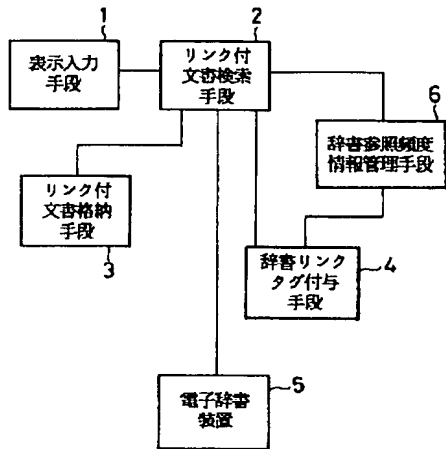 1
表示入力
手段
2
リンク付
文書検索
手段
6
辞書参照頻度
情報管理手段
リンク付
文書格納
手段
3
辞書リンク
タグ付与
手段
4
電子辞書
装置
5